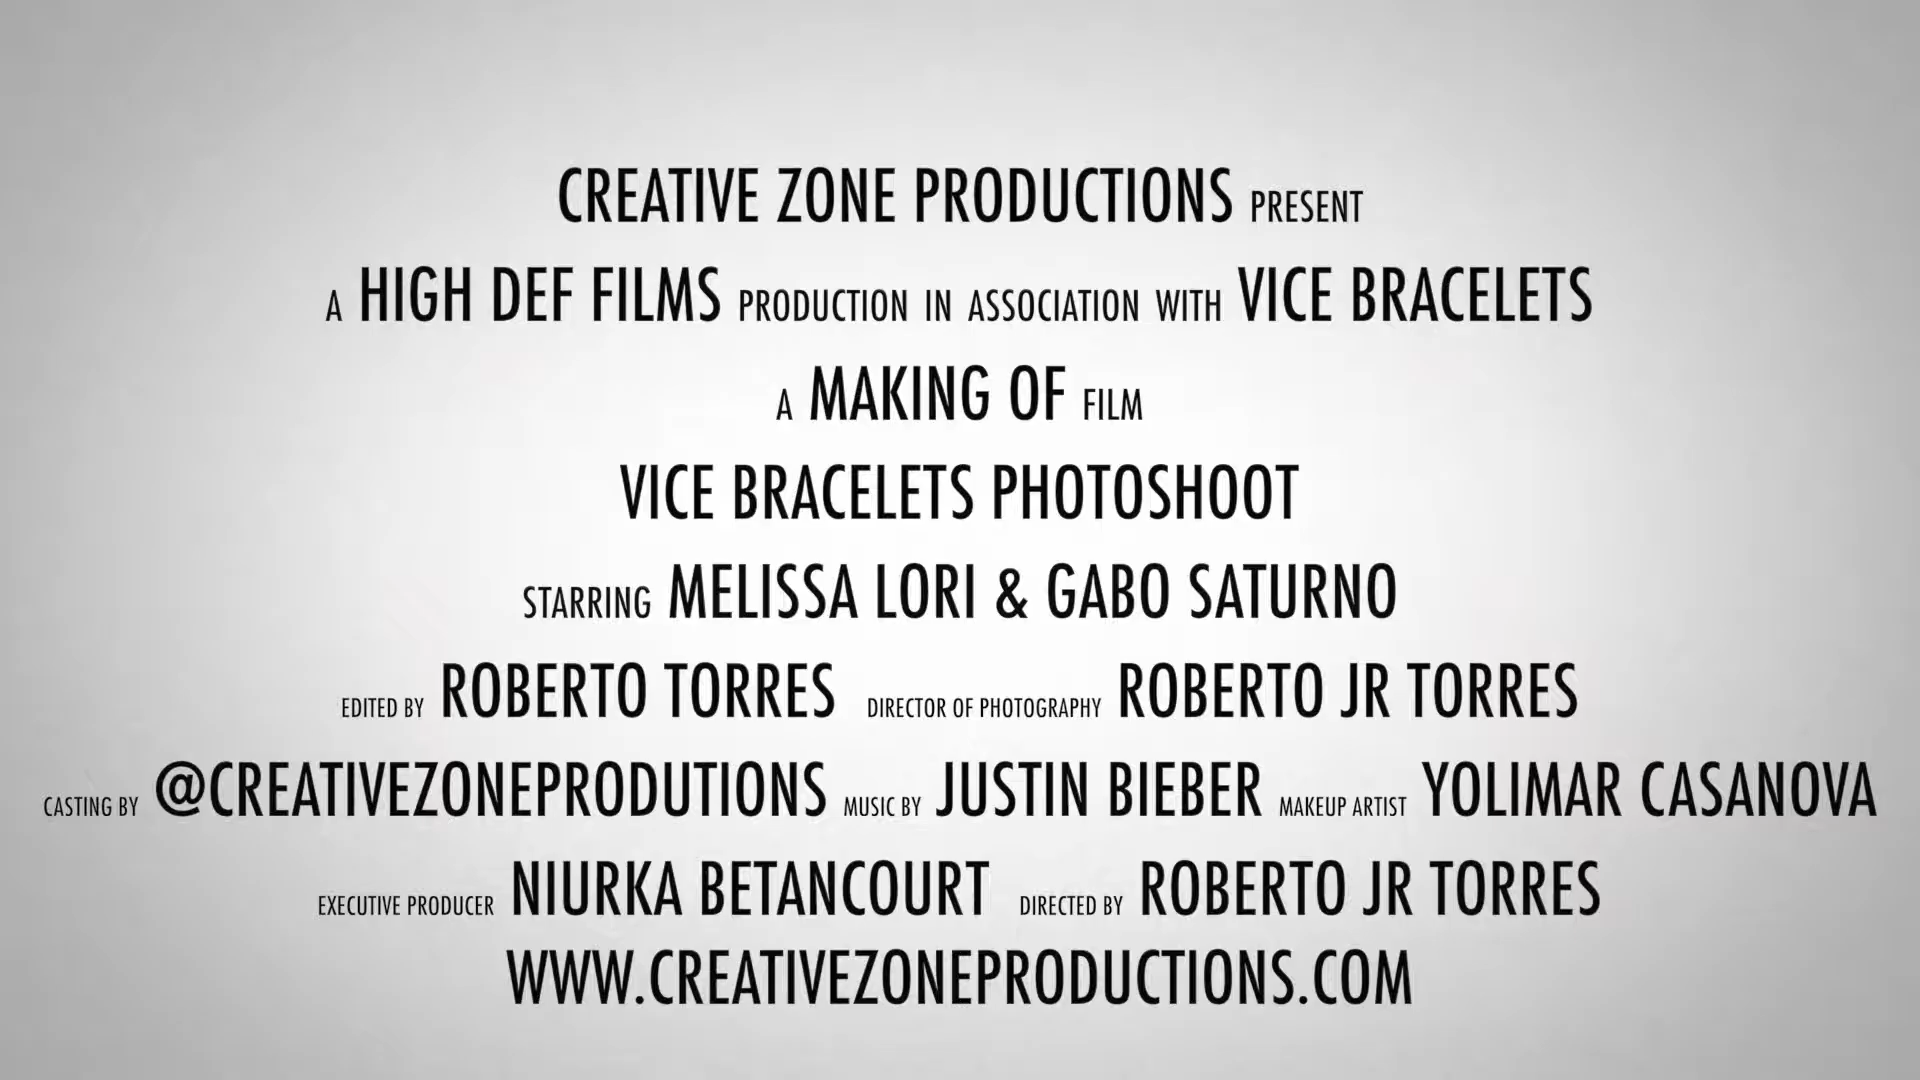 CREATIVE ZONE PRODUCTIONS PRESENT
A HIGH DEF FILMS PRODUCTION IN ASSOCIATION WITH VICE BRACELETS
A MAKING OF FILM
VICE BRACELETS PHOTOSHOOT
STARRING MELISSA LORI & GABO SATURNO
EDITED BY ROBERTO TORRES DIRECTOR OF PHOTOGRAPHY ROBERTO JR TORRES
CASTING BY @CREATIVEZONEPRODUTIONS MUSIC BY JUSTIN BIEBER MAKEUP ARTIST YOLIMAR CASANOVA
EXECUTIVE PRODUCER NIURKA BETANCOURT DIRECTED BY ROBERTO JR TORRES
WWW.CREATIVEZONEPRODUCTIONS.COM